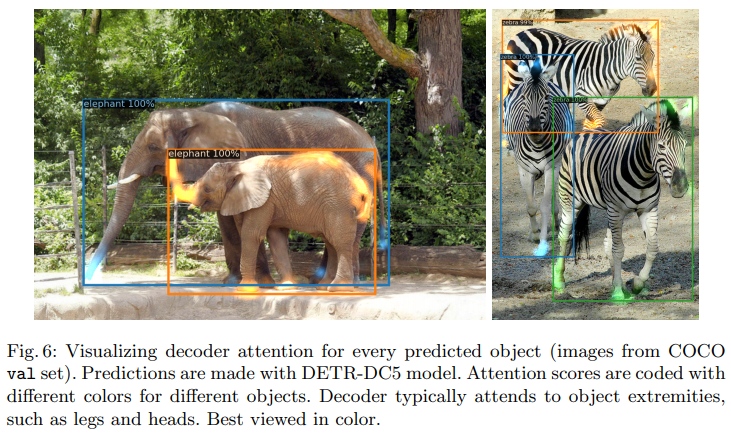 elephant 100%
elephant 100%
zebra 99%
zebra 100%
zebra 100%
Fig. 6: Visualizing decoder attention for every predicted object (images from COCO
val set). Predictions are made with DETR-DC5 model. Attention scores are coded with
different colors for different objects. Decoder typically attends to object extremities,
such as legs and heads. Best viewed in color.